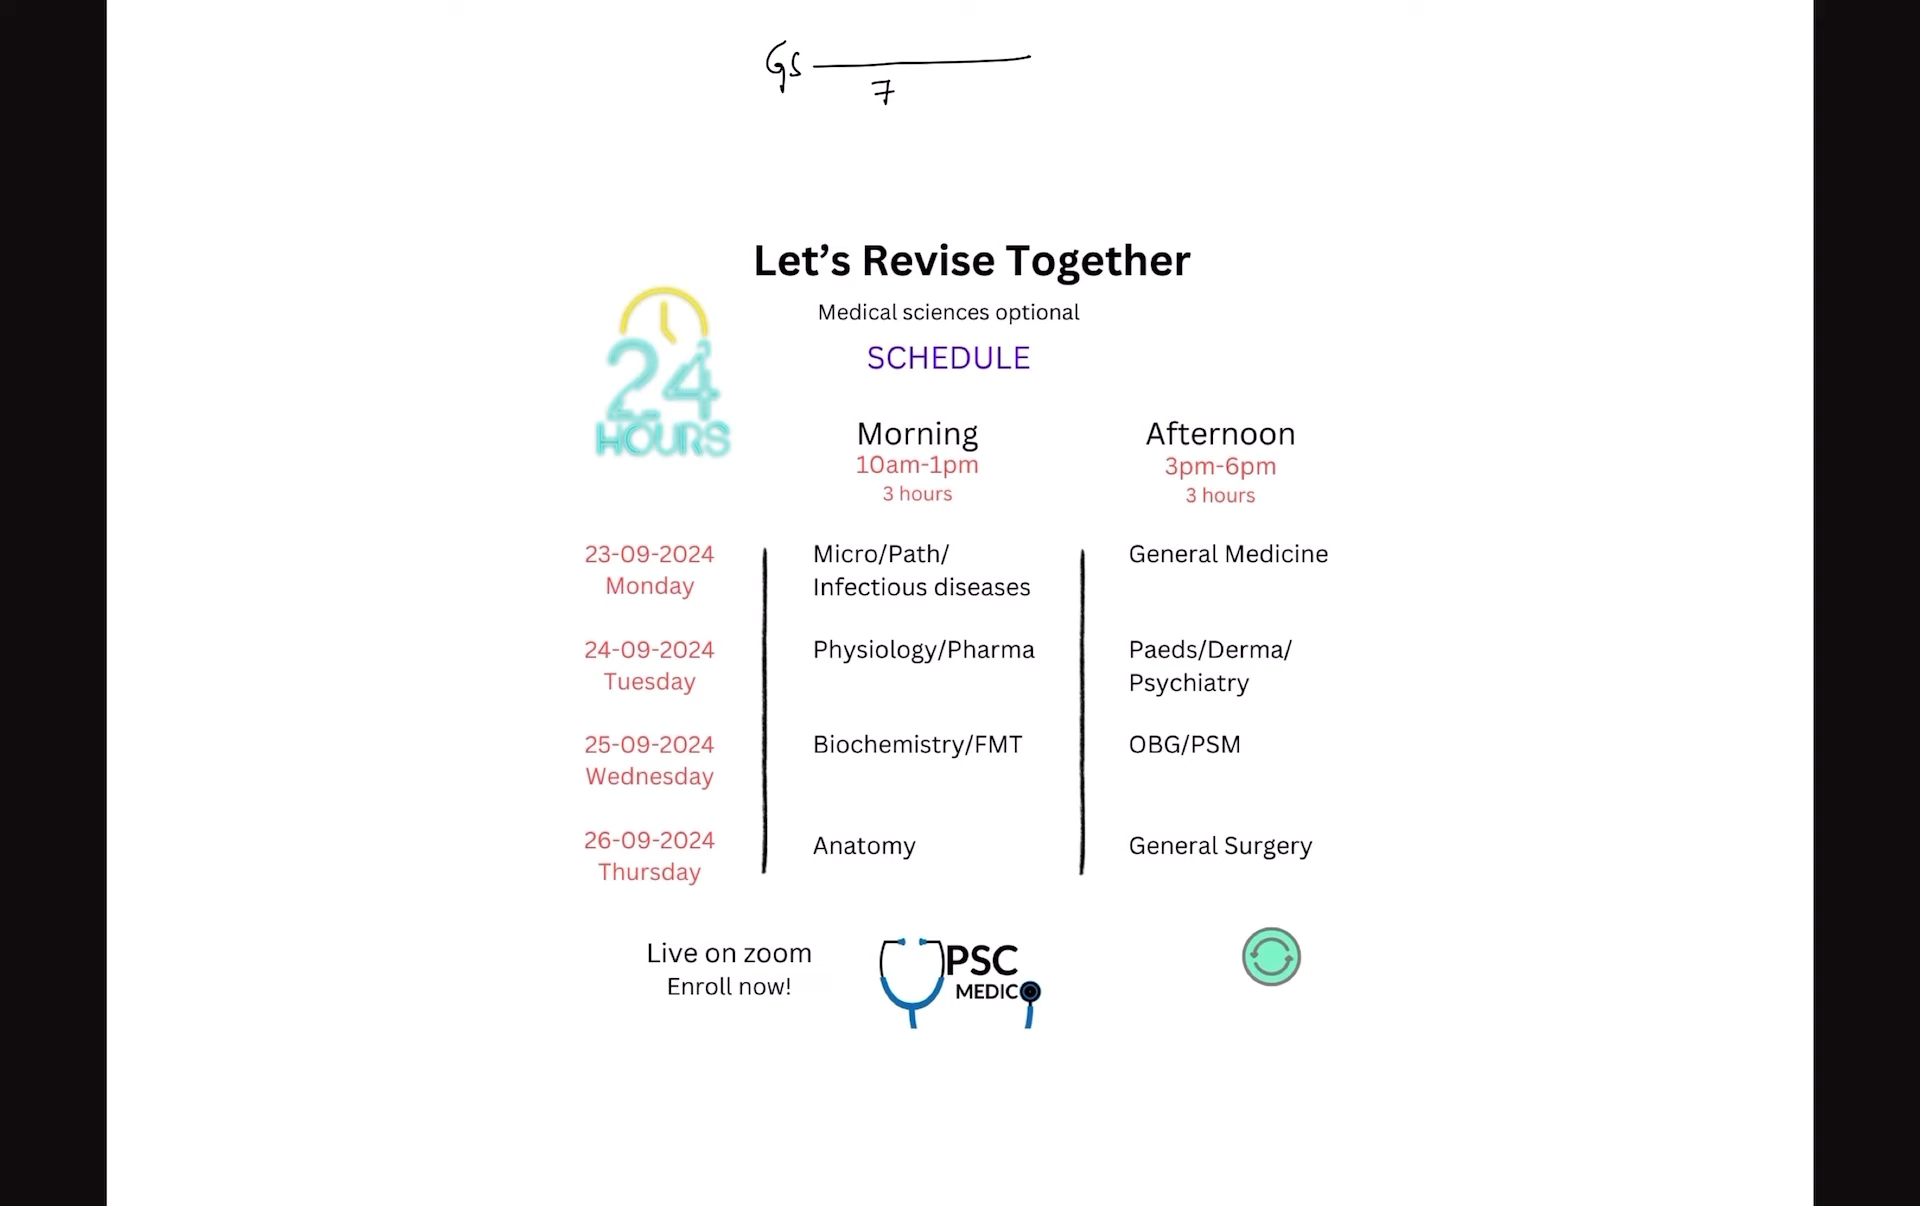 GS
7
Let's Revise Together
Medical sciences optional
SCHEDULE
24
HOURS
Morning
10am-1pm
3 hours
Afternoon
3pm-6pm
3 hours
23-09-2024
Monday
Micro/Path/
Infectious diseases
General Medicine
24-09-2024
Tuesday
Physiology/Pharma
Paeds/Derma/
Psychiatry
25-09-2024
Wednesday
Biochemistry/FMT
OBG/PSM
26-09-2024
Thursday
Anatomy
General Surgery
Live on zoom
Enroll now!
UPSC
MEDICO